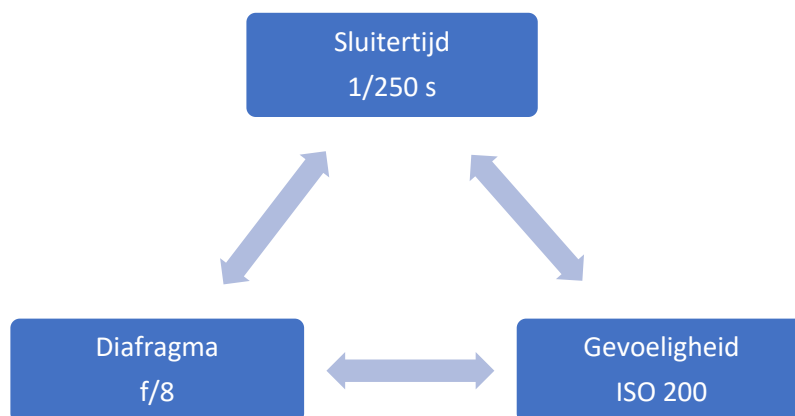 Sluitertijd
1/250 s
Diafragma
f/8
Gevoeligheid
ISO 200